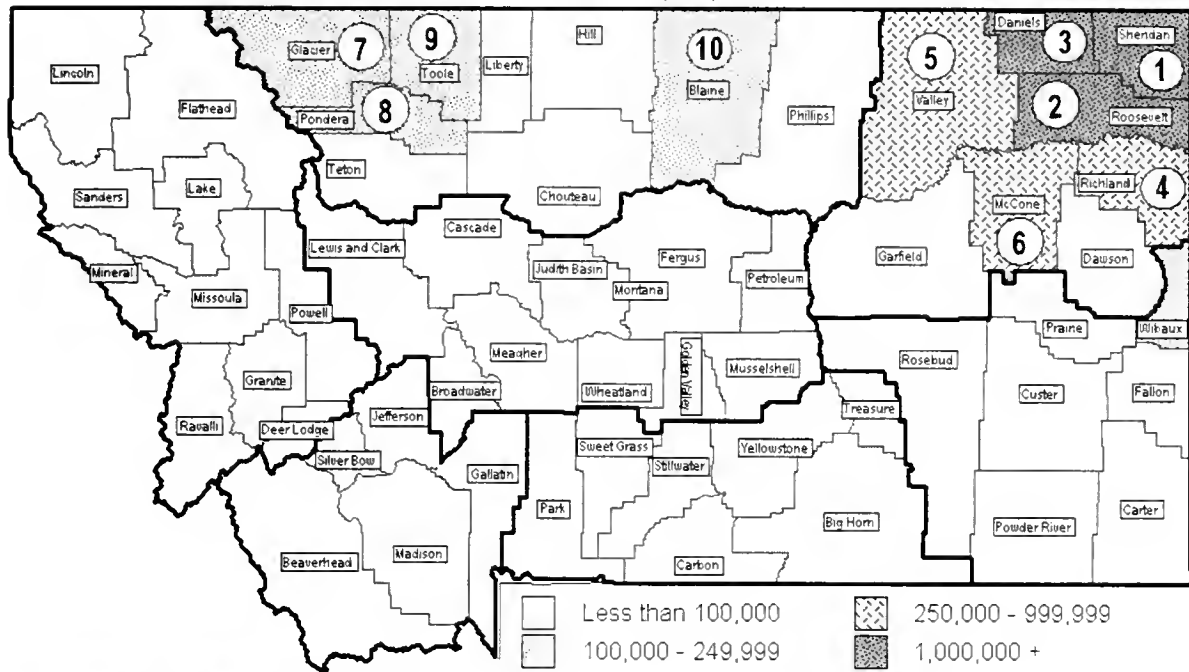 Lincoln
Flathead
Glacier
7
9
Toole
Liberty
Hill
10
Blaine
Phillips
5
Valley
Daniels
3
Sheridan
1
2
Roosevelt
Pondera
8
Teton
Chouteau
Sanders
Lake
Richland
4
McCone
6
Garfield
Dawson
Lewis and Clark
Cascade
Judith Basin
Fergus
Montana
Petroleum
Mineral
Missoula
Powell
Meagher
Golden Valley
Musselshell
Rosebud
Praine
Wibaux
Granite
Broadwater
Wheatland
Treasure
Custer
Fallon
Ravalli
Deer Lodge
Jefferson
Silver Bow
Gallatin
Sweet Grass
Stillwater
Yellowstone
Park
Big Horn
Powder River
Carter
Beaverhead
Madison
Carbon
Less than 100,000
250,000 - 999,999
100,000 - 249,999
1,000,000 +